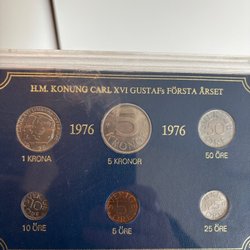 H.M. KONUNG CARL XVI GUSTAFs FÖRSTA ÅRSET
1976 5 1976
KRONOR
1 KRONA 5 KRONOR 50 ÖRE
10 ÖRE 5 ÖRE 25 ÖRE